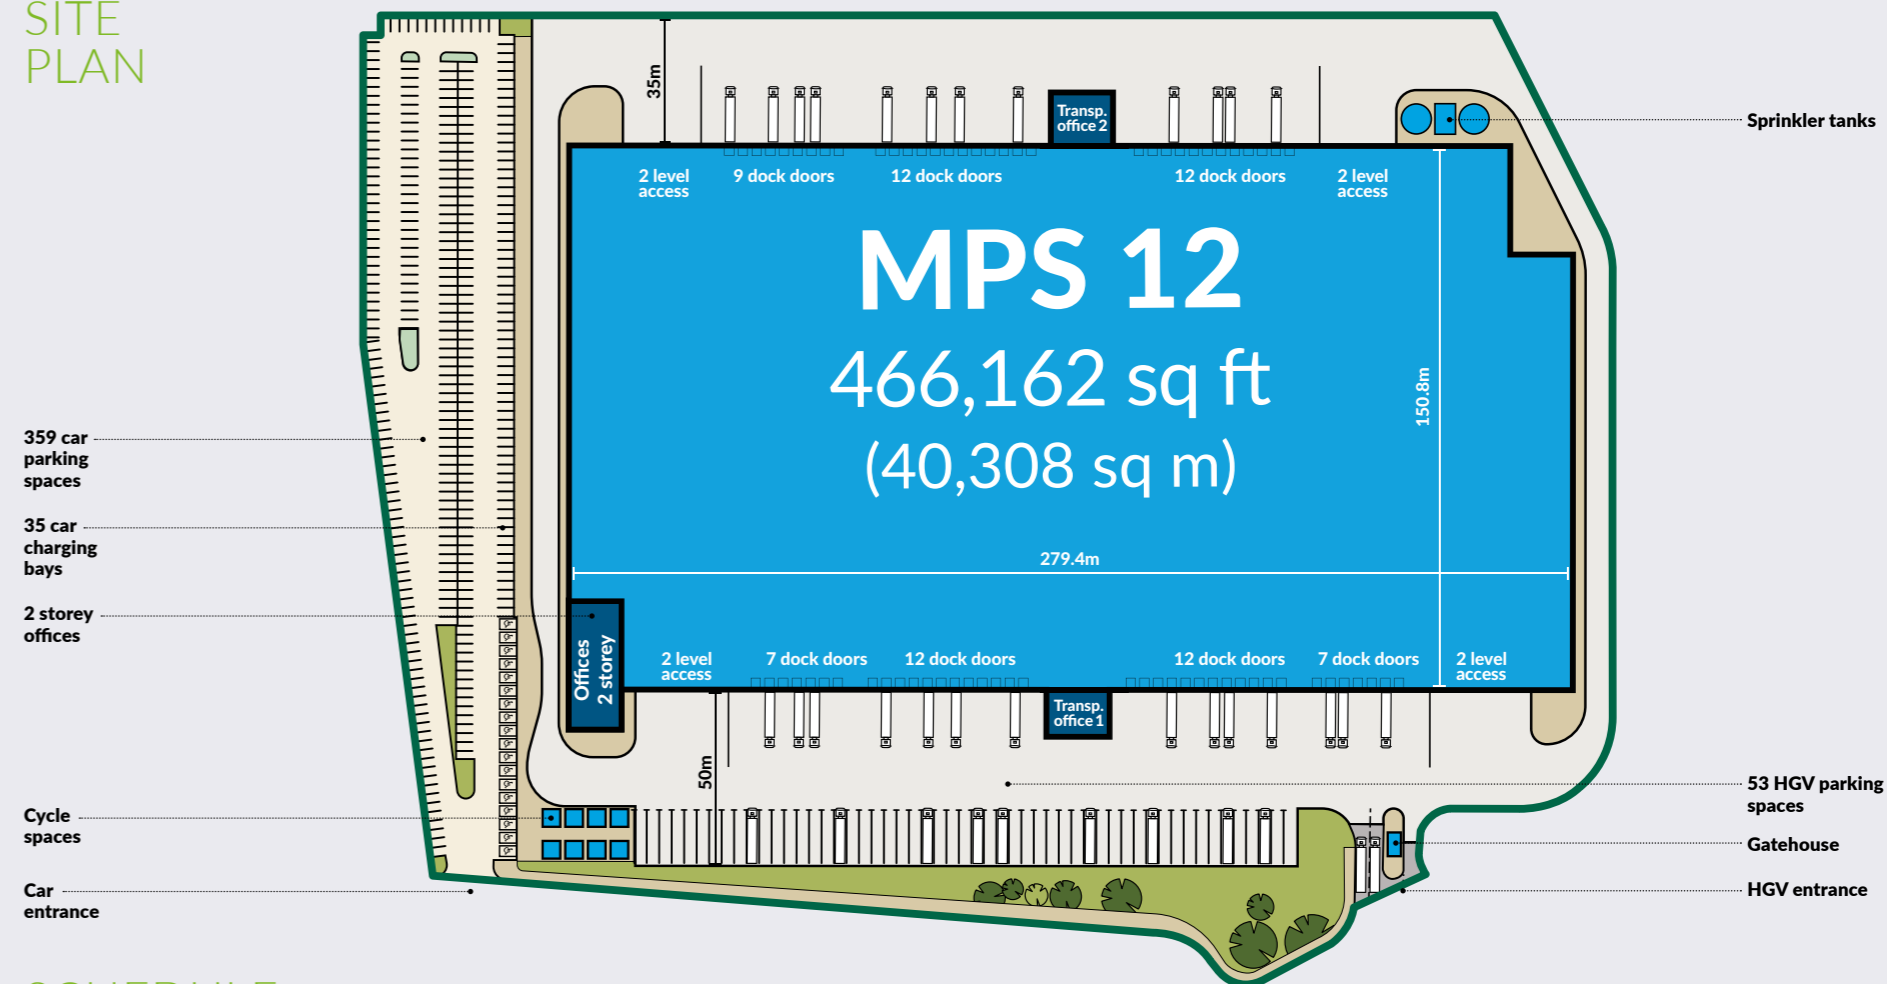 SITE
PLAN
35m
Transp.
office 2
Sprinkler tanks
2 level
access
9 dock doors
12 dock doors
12 dock doors
2 level
access
MPS 12
466,162 sq ft
(40,308 sq m)
150.8m
279.4m
359 car
parking
spaces
35 car
charging
bays
2 storey
offices
Offices
2 storey
2 level
access
7 dock doors
12 dock doors
12 dock doors
7 dock doors
2 level
access
Transp.
office 1
50m
53 HGV parking
spaces
Cycle
spaces
Gatehouse
Car
entrance
HGV entrance
SCHEDULE